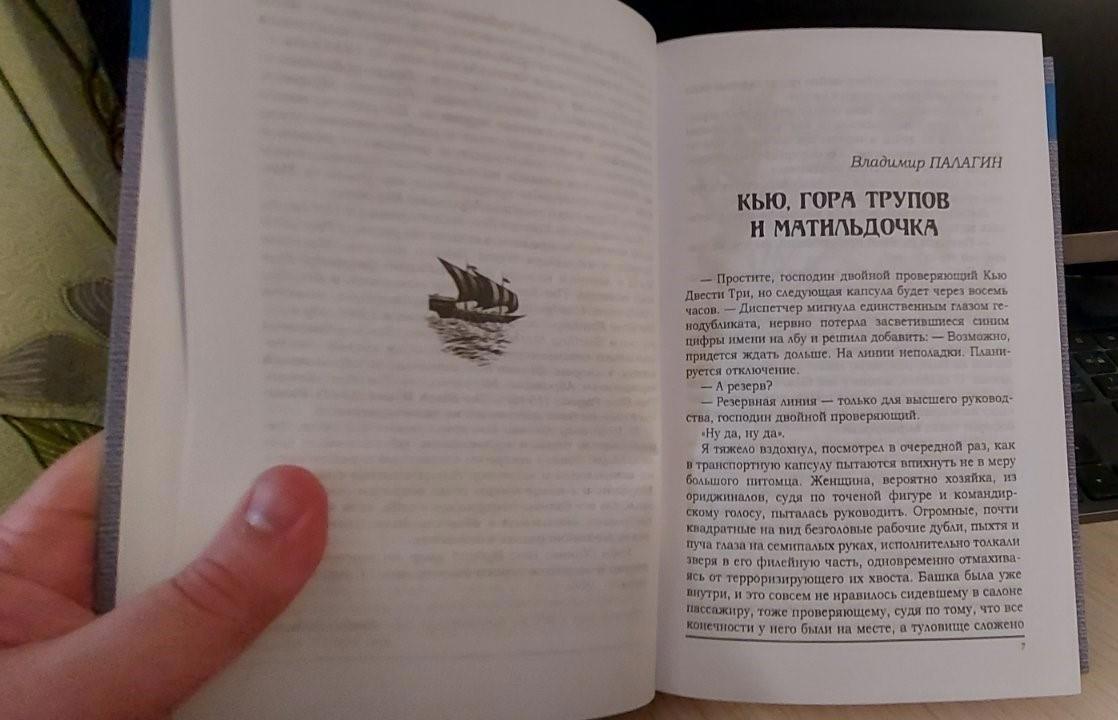 Владимир ПАЛАГИН
КЬЮ, ГОРА ТРУПОВ
И МАТИЛЬДОЧКА
— Простите, господин двойной проверяющий Кью
Двести Три, но следующая капсула будет через восемь
часов. — Диспетчер мигнула единственным глазом ге-
нодубликата, нервно потерла засветившиеся синим
цифры имени на лбу и решила добавить: — Возможно,
придется ждать дольше. На линии неполадки. Плани-
руется отключение.
— А резерв?
— Резервная линия — только для высшего руковод-
ства, господин двойной проверяющий.
«Ну да, ну да».
Я тяжело вздохнул, посмотрел в очередной раз, как
в транспортную капсулу пытаются впихнуть не в меру
большого питомца. Женщина, вероятно хозяйка, из
ориджиналов, судя по точеной фигуре и командир-
скому голосу, пыталась руководить. Огромные, почти
квадратные на вид безголовые рабочие дубли, пыхтя и
пуча глаза на семипалых руках, исполнительно толкали
зверя в его филейную часть, одновременно отмахива-
ясь от терроризирующего их хвоста. Башка была уже
внутри, и это совсем не нравилось сидевшему в салоне
пассажиру, тоже проверяющему, судя по тому, что все
конечности у него были на месте, а туловище сложено
7